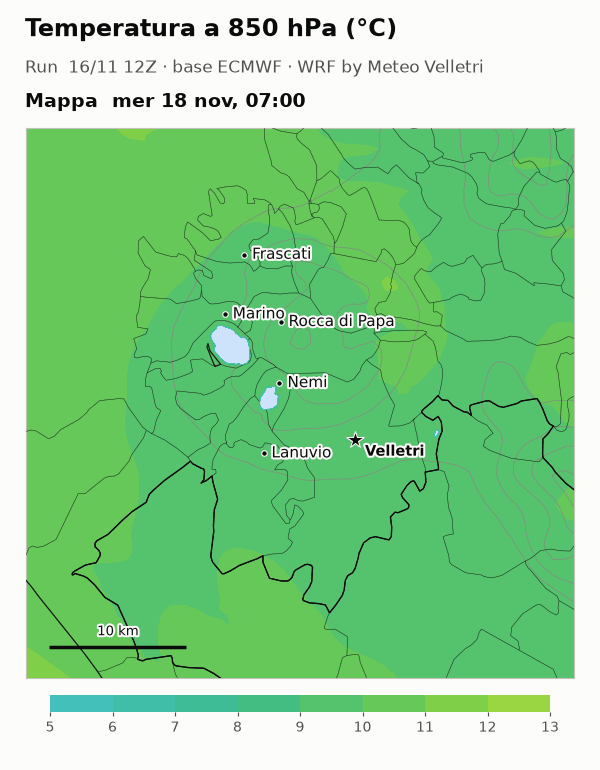 Temperatura a 850 hPa (°C)
Run  16/11 12Z · base ECMWF · WRF by Meteo Velletri
Mappa  mer 18 nov, 07:00
Frascati
Marino
Rocca di Papa
Nemi
Velletri
Lanuvio
10 km
5 6 7 8 9 10 11 12 13